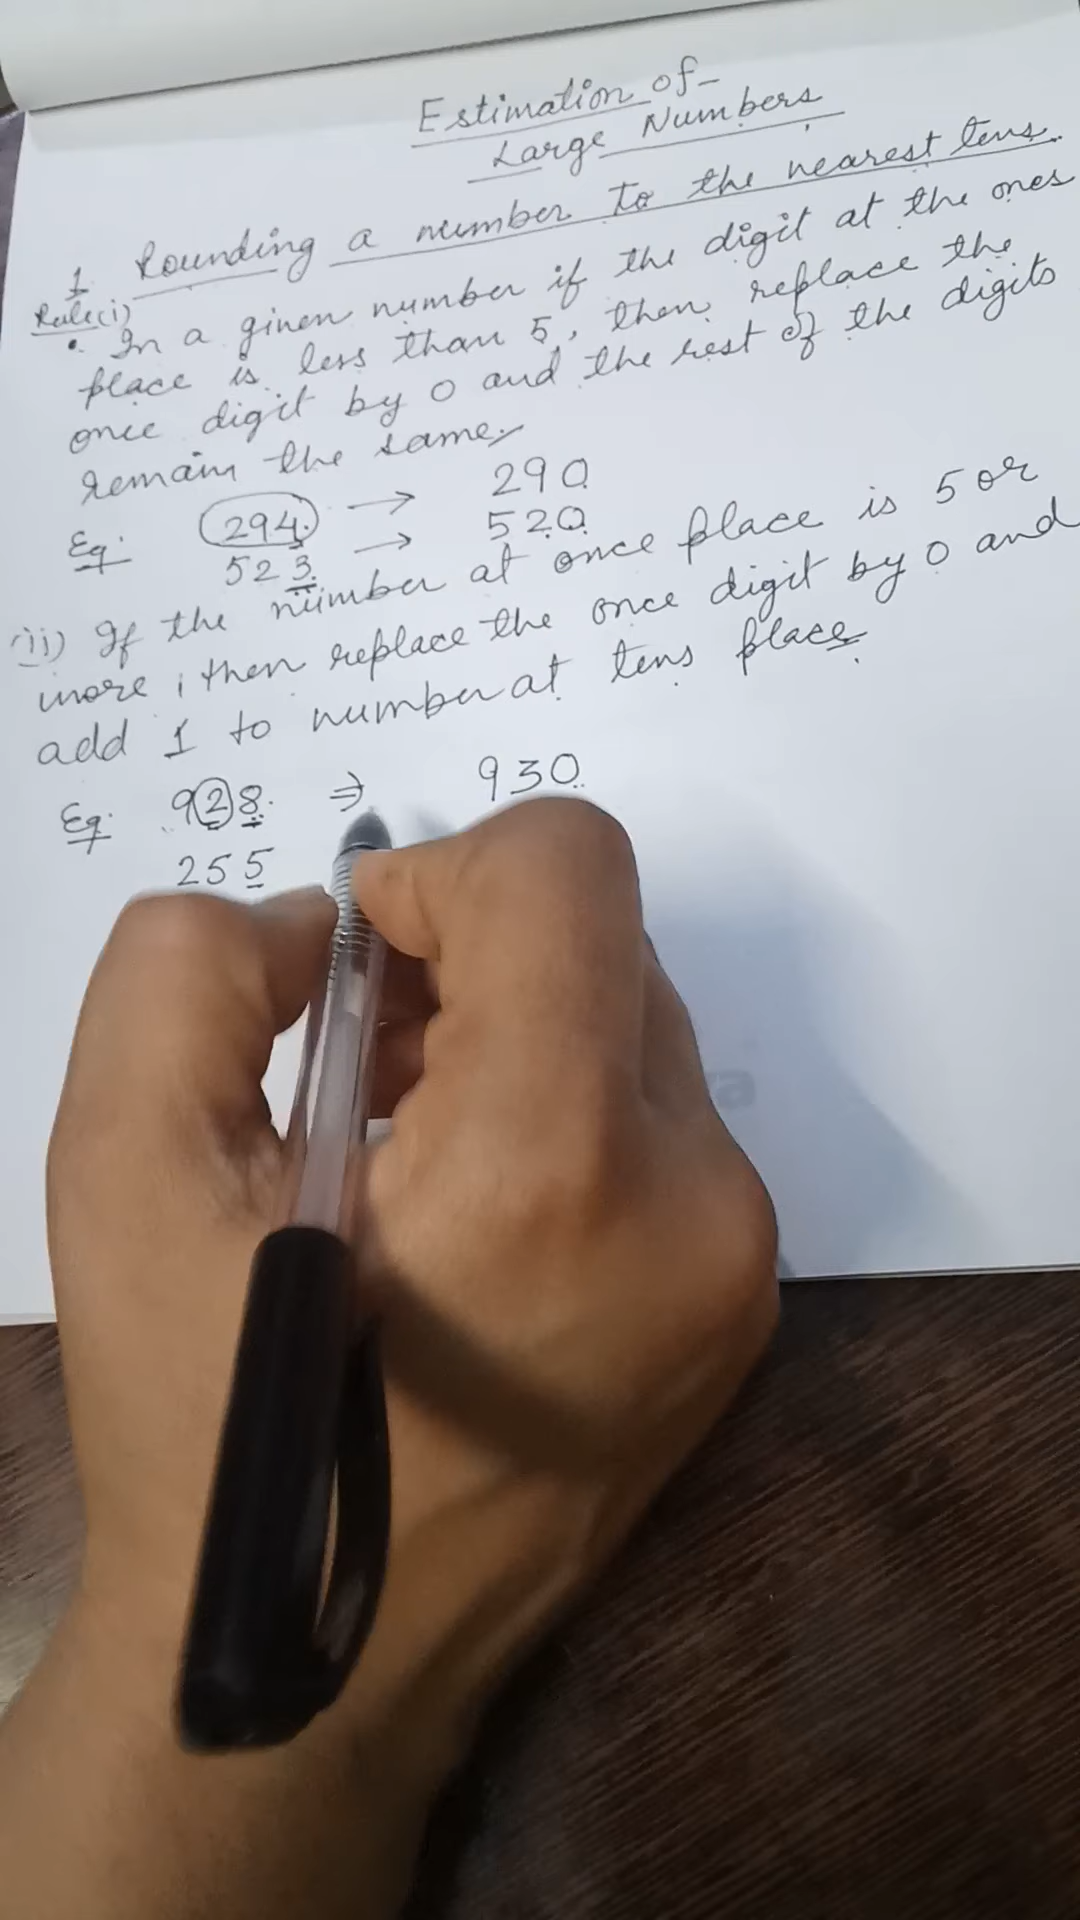 Estimation of-
Large Numbers
1. Rounding a number to the nearest tens.
Rule(i)
• In a given number if the digit at the ones
place is less than 5, then replace the
once digit by 0 and the rest of the digits
remain the same.
Eg: 294 → 290
523 → 520
(ii) If the number at once place is 5 or
more, then replace the once digit by 0 and
add 1 to number at tens place.
Eg: 928 ⇒ 930
255